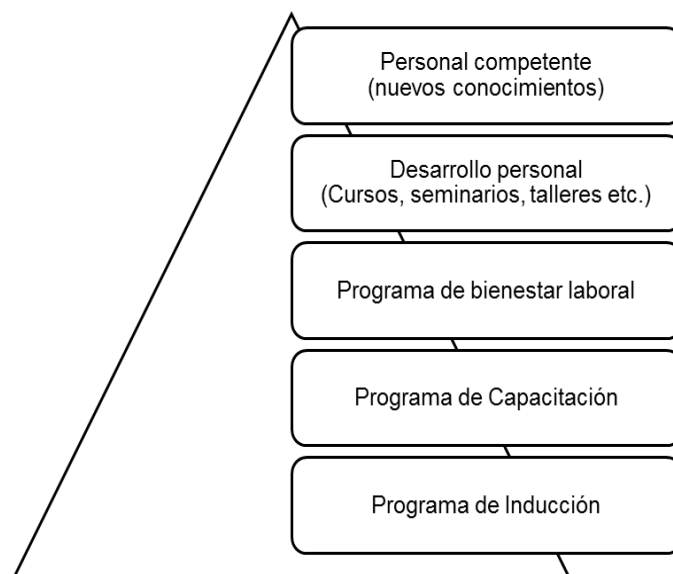 Personal competente
(nuevos conocimientos)
Desarrollo personal
(Cursos, seminarios, talleres etc.)
Programa de bienestar laboral
Programa de Capacitación
Programa de Inducción